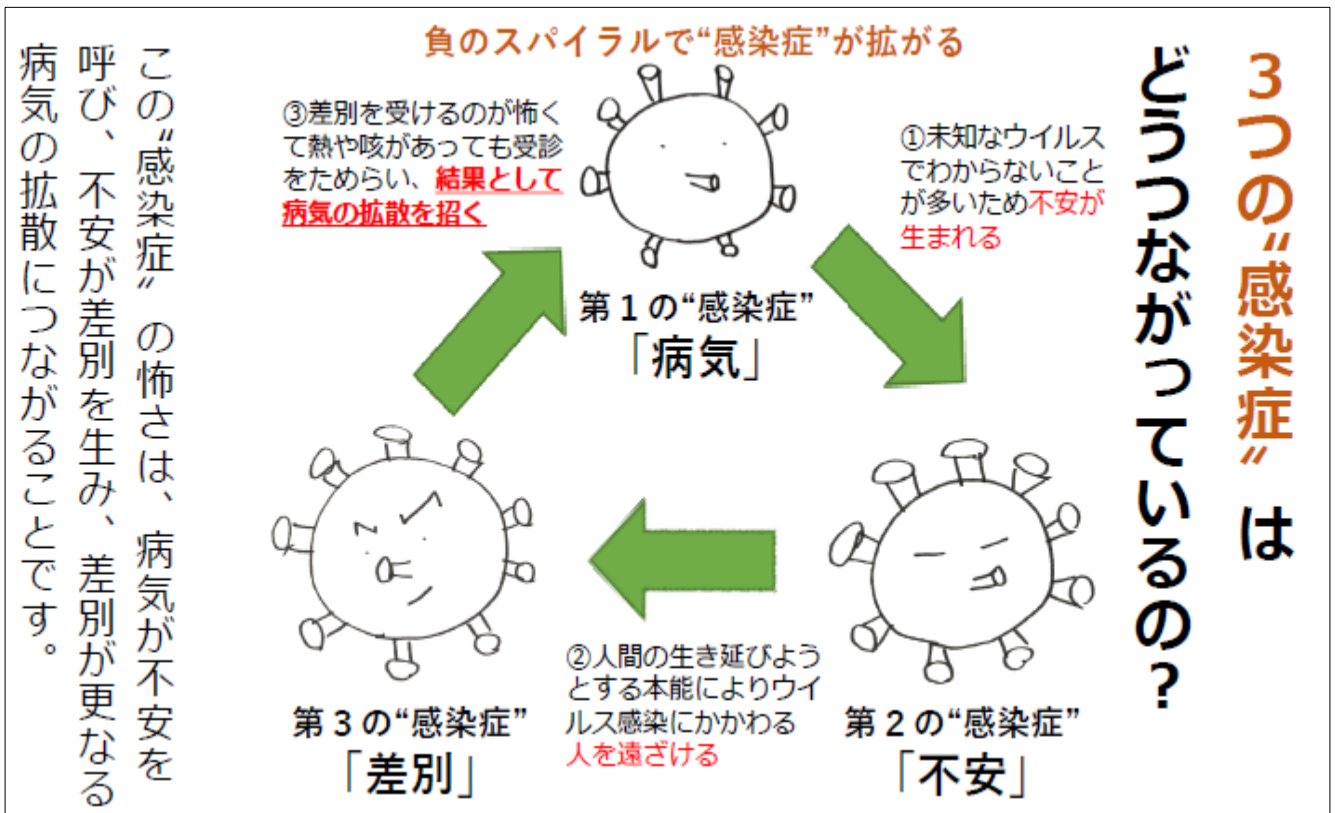 3つの〝感染症〟は
どうつながっているの?
負のスパイラルで“感染症”が拡がる
①未知なウイルス
でわからないこと
が多いため不安が
生まれる
③差別を受けるのが怖く
て熱や咳があっても受診
をためらい、結果として
病気の拡散を招く
第1の“感染症”
「病気」
②人間の生き延びよう
とする本能によりウイ
ルス感染にかかわる
人を遠ざける
第2の“感染症”
「不安」
第3の“感染症”
「差別」
この〝感染症〟の怖さは、病気が不安を
呼び、不安が差別を生み、差別が更なる
病気の拡散につながることです。